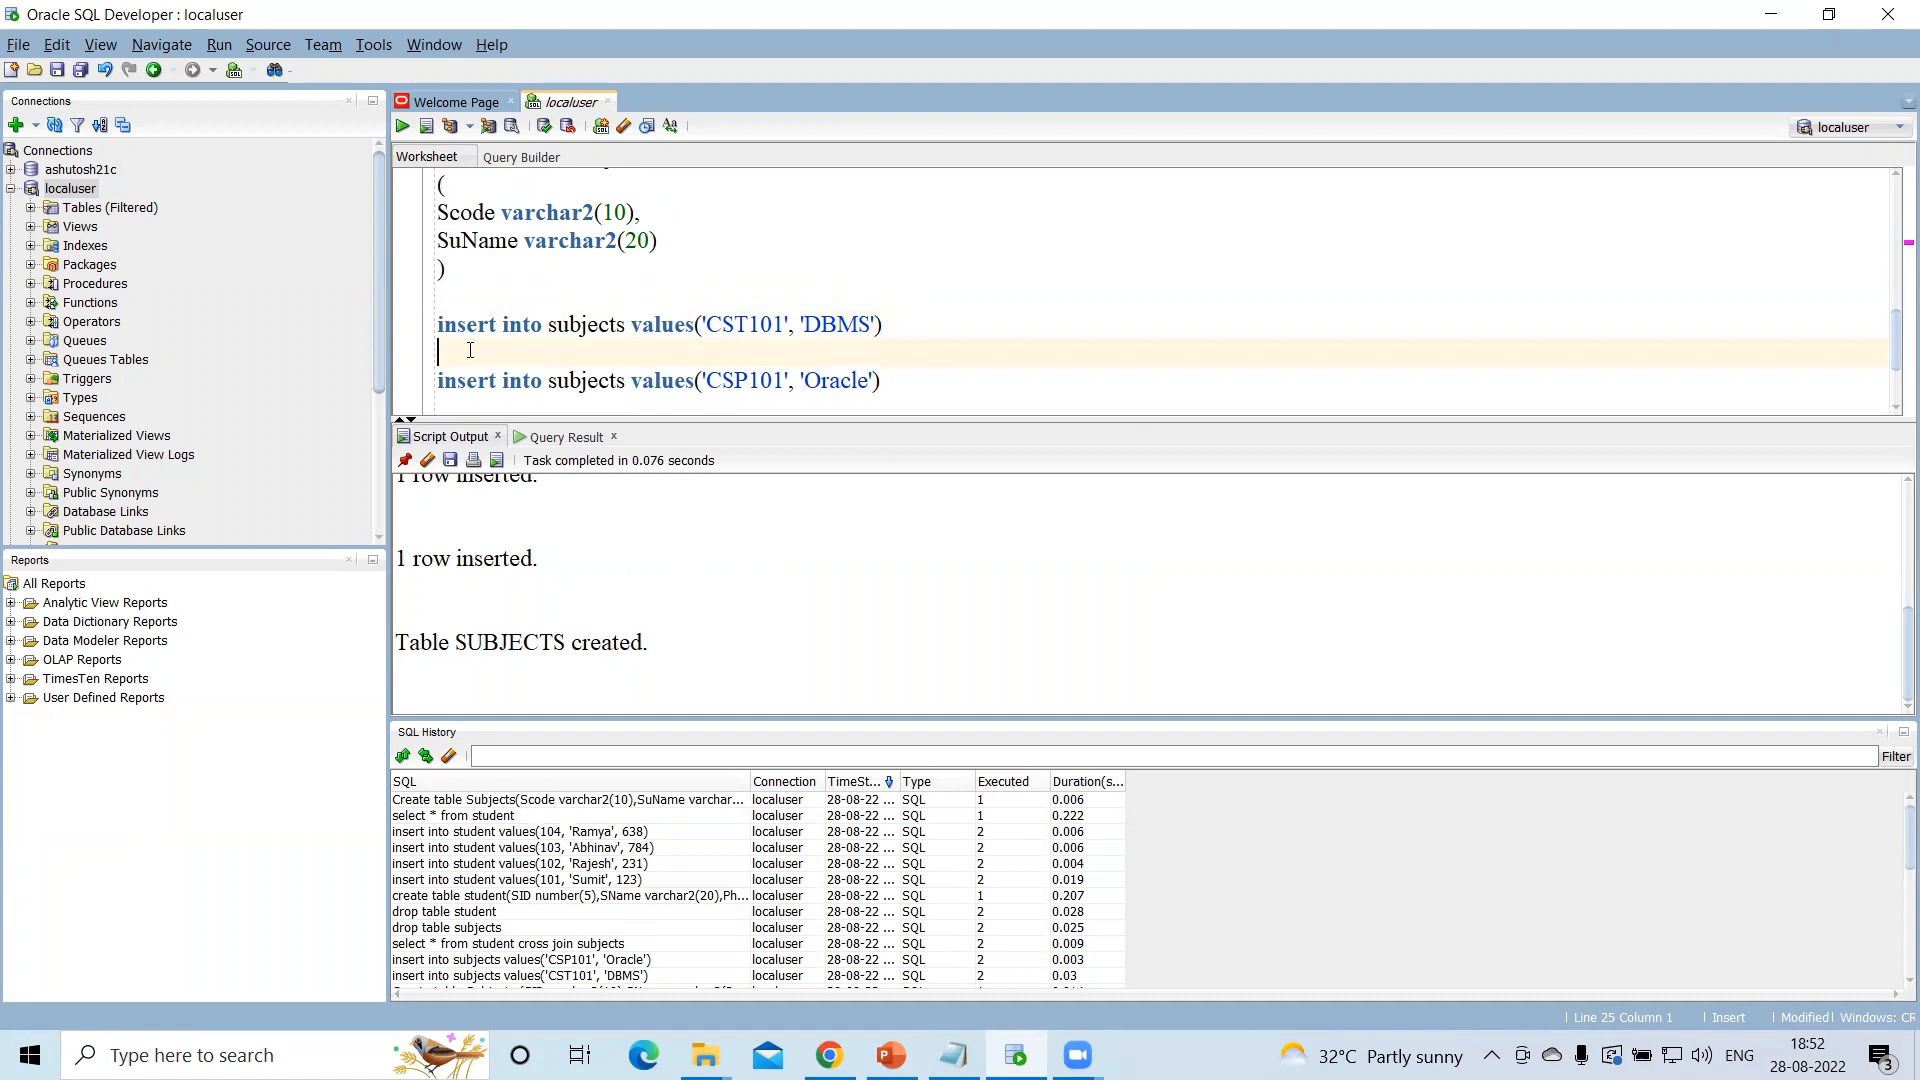 Oracle SQL Developer : localuser
File Edit View Navigate Run Source Team Tools Window Help
Connections
Connections
ashutosh21c
localuser
Tables (Filtered)
Views
Indexes
Packages
Procedures
Functions
Operators
Queues
Queues Tables
Triggers
Types
Sequences
Materialized Views
Materialized View Logs
Synonyms
Public Synonyms
Database Links
Public Database Links
Reports
All Reports
Analytic View Reports
Data Dictionary Reports
Data Modeler Reports
OLAP Reports
TimesTen Reports
User Defined Reports
Welcome Page localuser
localuser
Worksheet Query Builder
(
Scode varchar2(10),
SuName varchar2(20)
)
insert into subjects values('CST101', 'DBMS')
insert into subjects values('CSP101', 'Oracle')
Script Output Query Result
Task completed in 0.076 seconds
1 row inserted.
1 row inserted.
Table SUBJECTS created.
SQL History
Filter
SQL Connection TimeSt... Type Executed Duration(s...
Create table Subjects(Scode varchar2(10),SuName varchar... localuser 28-08-22 ... SQL 1 0.006
select * from student localuser 28-08-22 ... SQL 1 0.222
insert into student values(104, 'Ramya', 638) localuser 28-08-22 ... SQL 2 0.006
insert into student values(103, 'Abhinav', 784) localuser 28-08-22 ... SQL 2 0.006
insert into student values(102, 'Rajesh', 231) localuser 28-08-22 ... SQL 2 0.004
insert into student values(101, 'Sumit', 123) localuser 28-08-22 ... SQL 2 0.019
create table student(SID number(5),SName varchar2(20),Ph... localuser 28-08-22 ... SQL 1 0.207
drop table student localuser 28-08-22 ... SQL 2 0.028
drop table subjects localuser 28-08-22 ... SQL 2 0.025
select * from student cross join subjects localuser 28-08-22 ... SQL 2 0.009
insert into subjects values('CSP101', 'Oracle') localuser 28-08-22 ... SQL 2 0.003
insert into subjects values('CST101', 'DBMS') localuser 28-08-22 ... SQL 2 0.03
Line 25 Column 1 Insert Modified Windows: CR
Type here to search
32°C Partly sunny
ENG
18:52
28-08-2022
3